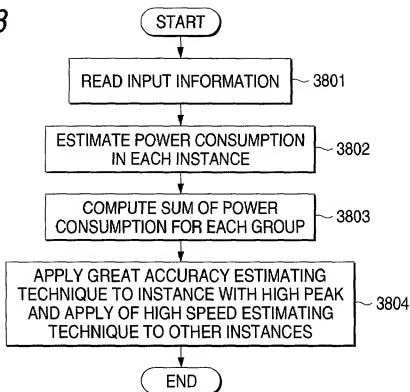 3
START
READ INPUT INFORMATION
3801
ESTIMATE POWER CONSUMPTION
IN EACH INSTANCE
3802
COMPUTE SUM OF POWER
CONSUMPTION FOR EACH GROUP
3803
APPLY GREAT ACCURACY ESTIMATING
TECHNIQUE TO INSTANCE WITH HIGH PEAK
AND APPLY OF HIGH SPEED ESTIMATING
TECHNIQUE TO OTHER INSTANCES
3804
END